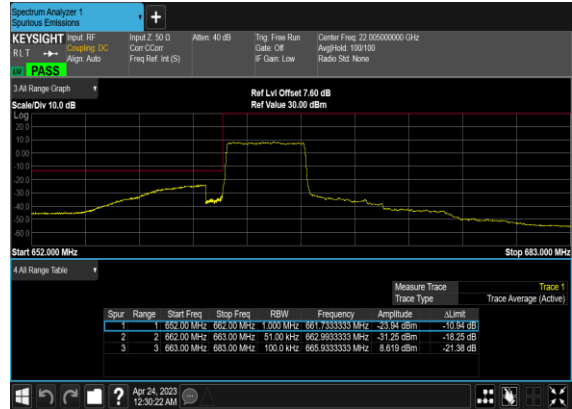 Spectrum Analyzer 1
Spurious Emissions
KEYSIGHT Input: RF Input Z: 50 Ω Atten: 40 dB Trig: Free Run Center Freq: 22.005000000 GHz
RLT Coupling: DC Corr CCorr Gate: Off Avg|Hold: 100/100
Align: Auto Freq Ref: Int (S) IF Gain: Low Radio Std: None
PASS
3 All Range Graph Ref Lvl Offset 7.60 dB
Scale/Div 10.0 dB Ref Value 30.00 dBm
Log
20.0
10.0
0.00
-10.0
-20.0
-30.0
-40.0
-50.0
-60.0
Start 652.000 MHz Stop 683.000 MHz
4 All Range Table
Measure Trace Trace 1
Trace Type Trace Average (Active)
Spur Range Start Freq Stop Freq RBW Frequency Amplitude ΔLimit
1 1 652.00 MHz 662.00 MHz 1.000 MHz 661.7333333 MHz -23.94 dBm -10.94 dB
2 2 662.00 MHz 663.00 MHz 51.00 kHz 662.9933333 MHz -31.25 dBm -18.25 dB
3 3 663.00 MHz 683.00 MHz 100.0 kHz 665.9333333 MHz 8.619 dBm -21.38 dB
? Apr 24, 2023
12:30:22 AM